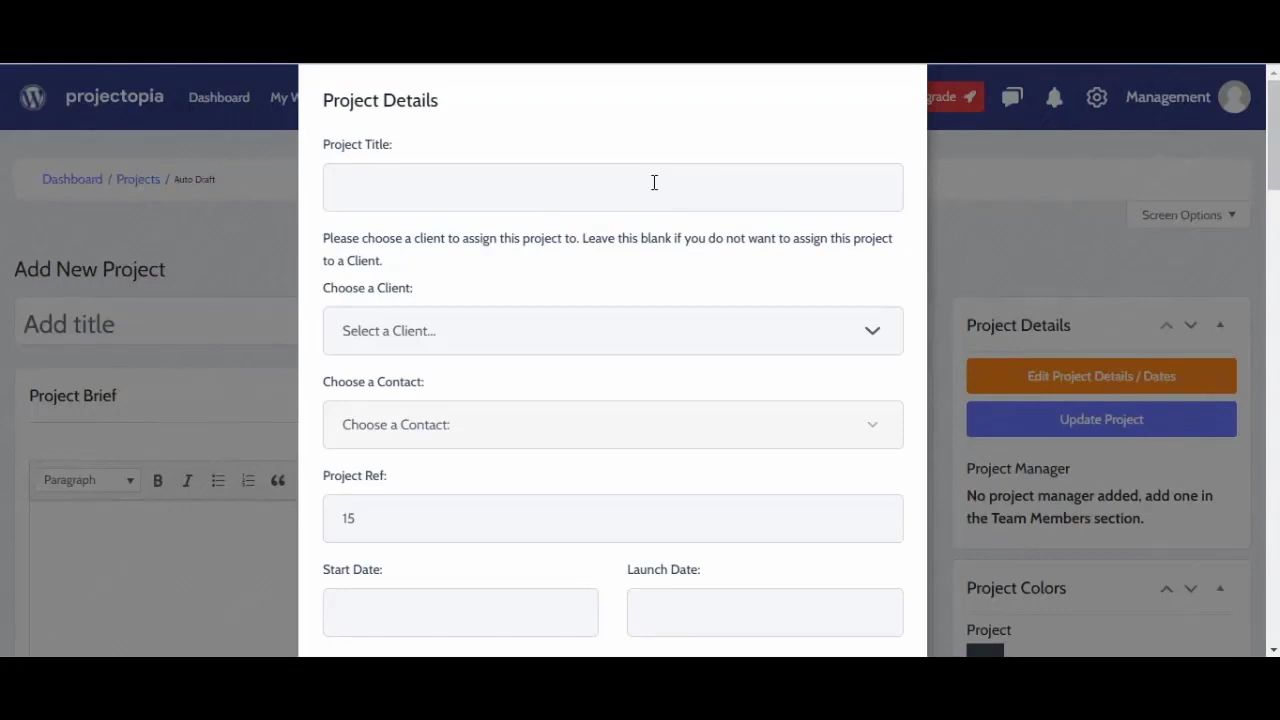 projectopia
Dashboard
My W
grade
Management
Dashboard / Projects / Auto Draft
Screen Options
Add New Project
Add title
Project Brief
Paragraph
B I
Project Details
Project Title:
Please choose a client to assign this project to. Leave this blank if you do not want to assign this project
to a Client.
Choose a Client:
Select a Client...
Choose a Contact:
Choose a Contact:
Project Ref:
15
Start Date:
Launch Date:
Project Details
Edit Project Details / Dates
Update Project
Project Manager
No project manager added, add one in
the Team Members section.
Project Colors
Project